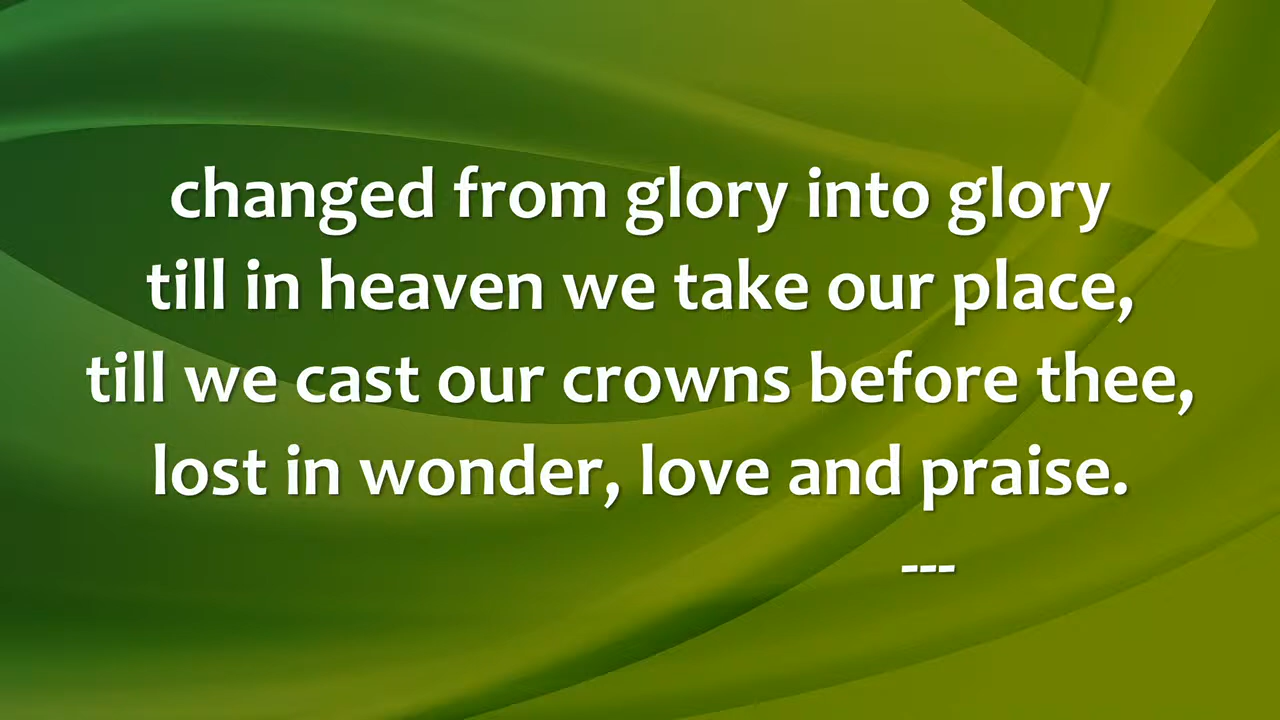 changed from glory into glory
till in heaven we take our place,
till we cast our crowns before thee,
lost in wonder, love and praise.
---